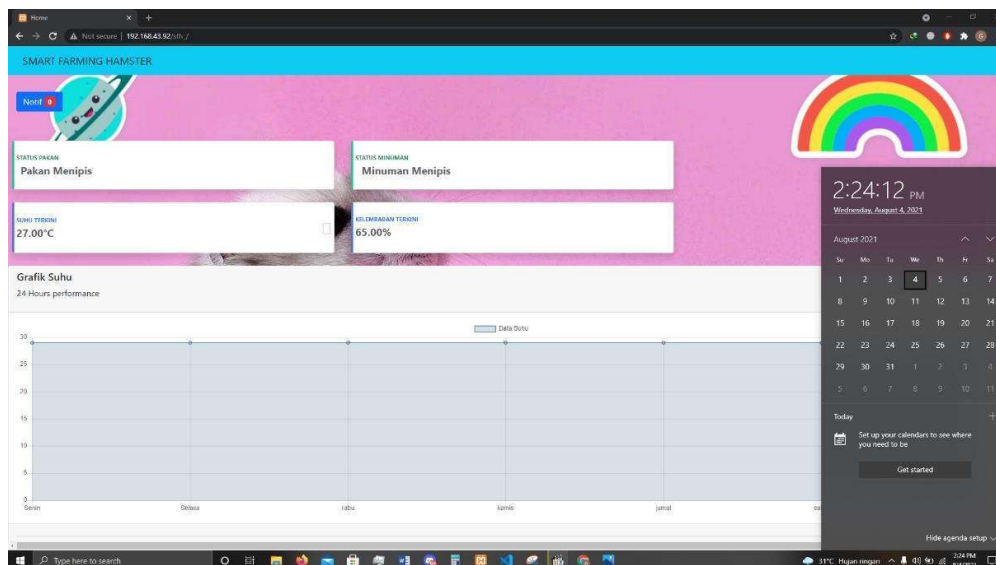 Home
Not secure | 192.168.43.92/sfh_/
SMART FARMING HAMSTER
Notif 0
STATUS PAKAN
Pakan Menipis
STATUS MINUMAN
Minuman Menipis
SUHU TERKINI
27.00°C
KELEMBABAN TERKINI
65.00%
Grafik Suhu
24 Hours performance
Data Suhu
30
25
20
15
10
5
0
Senin Selasa rabu kamis jumat
2:24:12 PM
Wednesday, August 4, 2021
August 2021
Su Mo Tu We Th Fr Sa
1 2 3 4 5 6 7
8 9 10 11 12 13 14
15 16 17 18 19 20 21
22 23 24 25 26 27 28
29 30 31 1 2 3 4
5 6 7 8 9 10 11
Today
Set up your calendars to see where
you need to be
Get started
Hide agenda setup
Type here to search
31°C Hujan ringan
2:24 PM